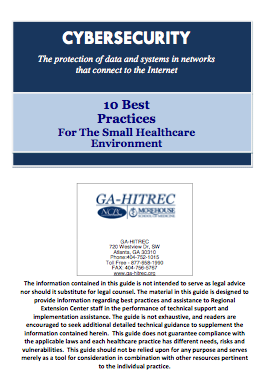 CYBERSECURITY
The protection of data and systems in networks
that connect to the Internet
10 Best
Practices
For The Small Healthcare
Environment
GA-HITREC
MOREHOUSE
SCHOOL OF MEDICINE
GA-HITREC
720 Westview Dr, SW
Atlanta, GA 30310
Phone:404-752-1015
Toll Free - 877-658-1990
FAX: 404-756-5767
www.ga-hitrec.org
The information contained in this guide is not intended to serve as legal advice
nor should it substitute for legal counsel. The material in this guide is designed to
provide information regarding best practices and assistance to Regional
Extension Center staff in the performance of technical support and
implementation assistance. The guide is not exhaustive, and readers are
encouraged to seek additional detailed technical guidance to supplement the
information contained herein. This guide does not guarantee compliance with
the applicable laws and each healthcare practice has different needs, risks and
vulnerabilities. This guide should not be relied upon for any purpose and serves
merely as a tool for consideration in combination with other resources pertinent
to the individual practice.